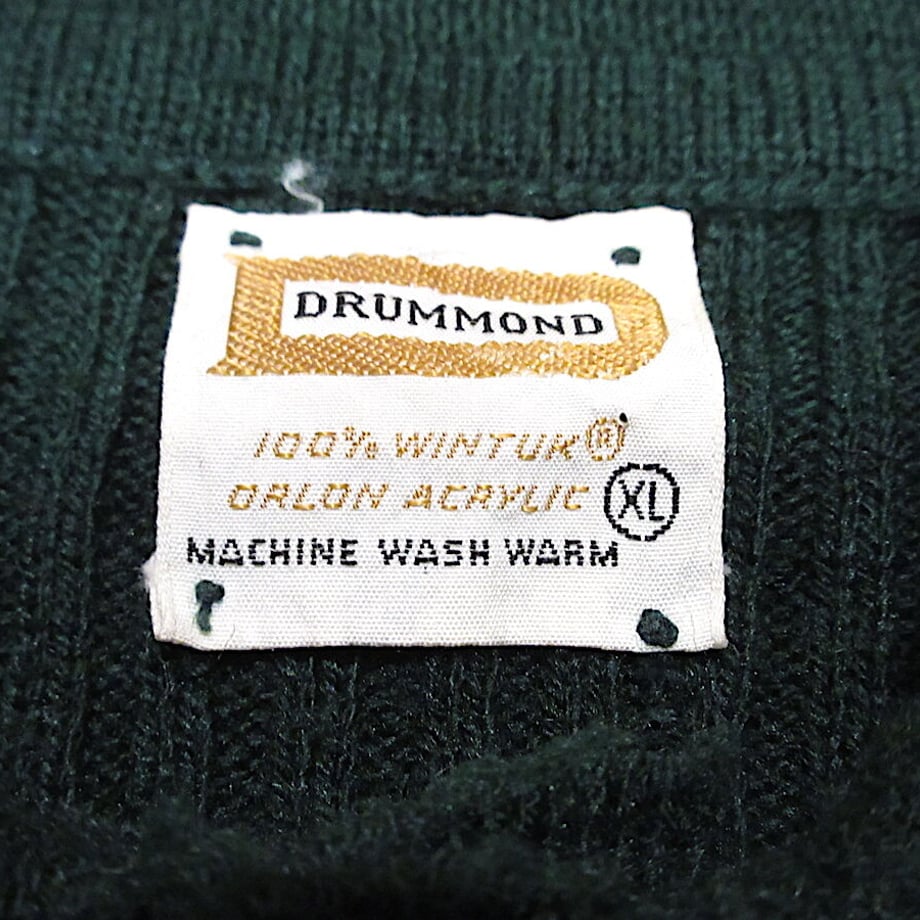 DRUMMOND
100% WINTUK®
ORLON ACRYLIC XL
MACHINE WASH WARM